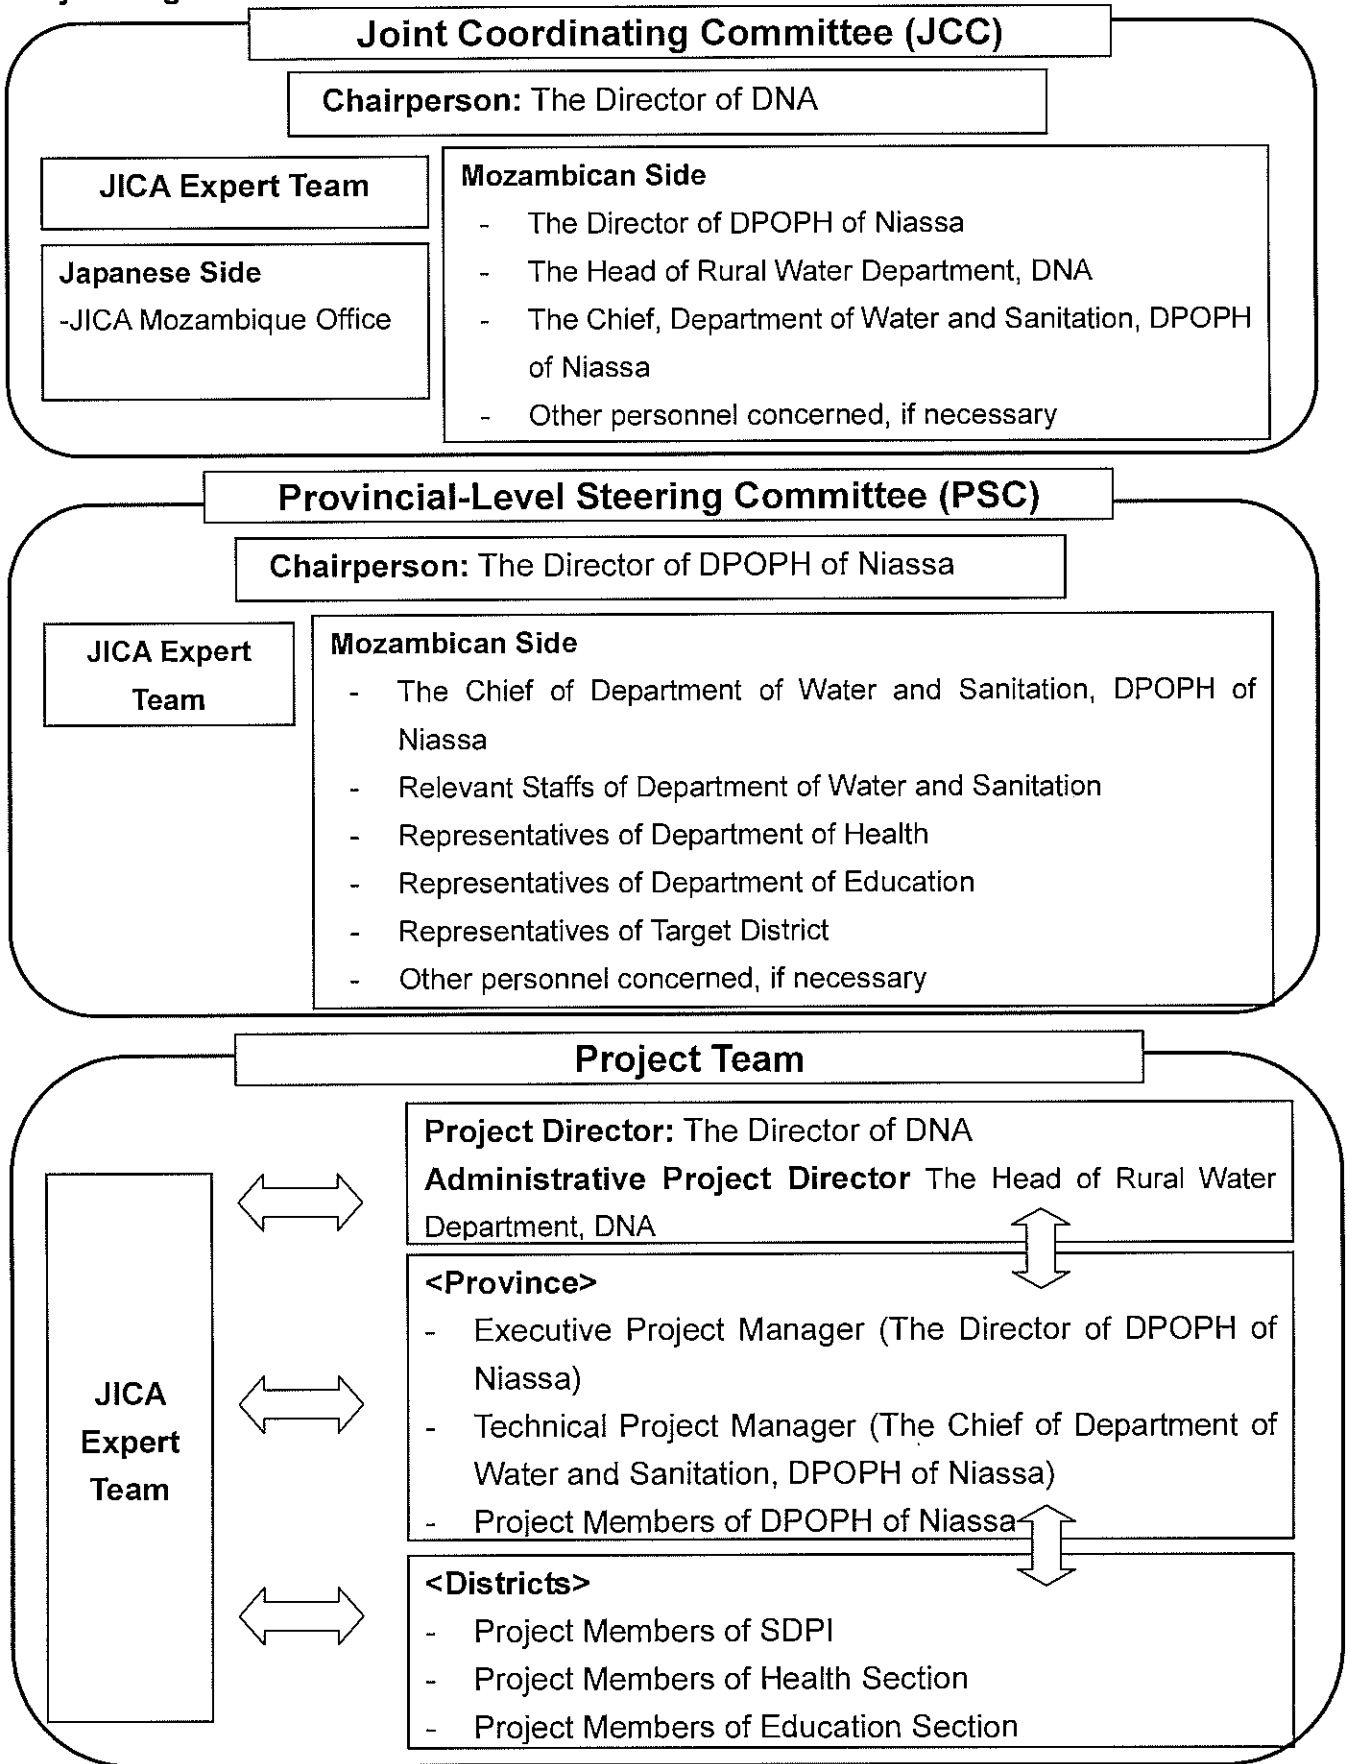 Joint Coordinating Committee (JCC)
Chairperson: The Director of DNA
JICA Expert Team
Japanese Side
-JICA Mozambique Office
Mozambican Side
- The Director of DPOPH of Niassa
- The Head of Rural Water Department, DNA
- The Chief, Department of Water and Sanitation, DPOPH
of Niassa
- Other personnel concerned, if necessary
Provincial-Level Steering Committee (PSC)
Chairperson: The Director of DPOPH of Niassa
JICA Expert
Team
Mozambican Side
- The Chief of Department of Water and Sanitation, DPOPH of
Niassa
- Relevant Staffs of Department of Water and Sanitation
- Representatives of Department of Health
- Representatives of Department of Education
- Representatives of Target District
- Other personnel concerned, if necessary
Project Team
JICA
Expert
Team
Project Director: The Director of DNA
Administrative Project Director The Head of Rural Water
Department, DNA
<Province>
- Executive Project Manager (The Director of DPOPH of
Niassa)
- Technical Project Manager (The Chief of Department of
Water and Sanitation, DPOPH of Niassa)
- Project Members of DPOPH of Niassa
<Districts>
- Project Members of SDPI
- Project Members of Health Section
- Project Members of Education Section